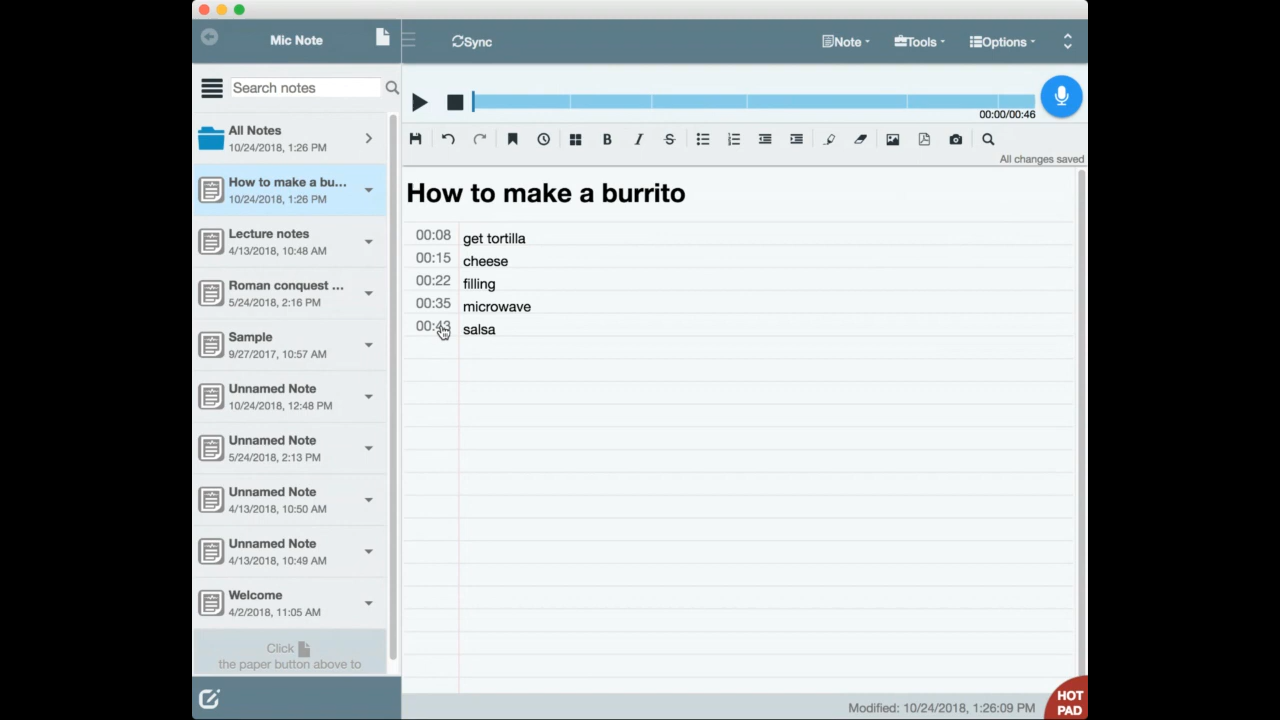 Mic Note
Sync
Note
Tools
Options
Search notes
00:00/00:46
All Notes
10/24/2018, 1:26 PM
How to make a bu...
10/24/2018, 1:26 PM
Lecture notes
4/13/2018, 10:48 AM
Roman conquest ...
5/24/2018, 2:16 PM
Sample
9/27/2017, 10:57 AM
Unnamed Note
10/24/2018, 12:48 PM
Unnamed Note
5/24/2018, 2:13 PM
Unnamed Note
4/13/2018, 10:50 AM
Unnamed Note
4/13/2018, 10:49 AM
Welcome
4/2/2018, 11:05 AM
Click
the paper button above to
B I S
All changes saved
How to make a burrito
00:08 get tortilla
00:15 cheese
00:22 filling
00:35 microwave
00:43 salsa
Modified: 10/24/2018, 1:26:09 PM
HOT
PAD